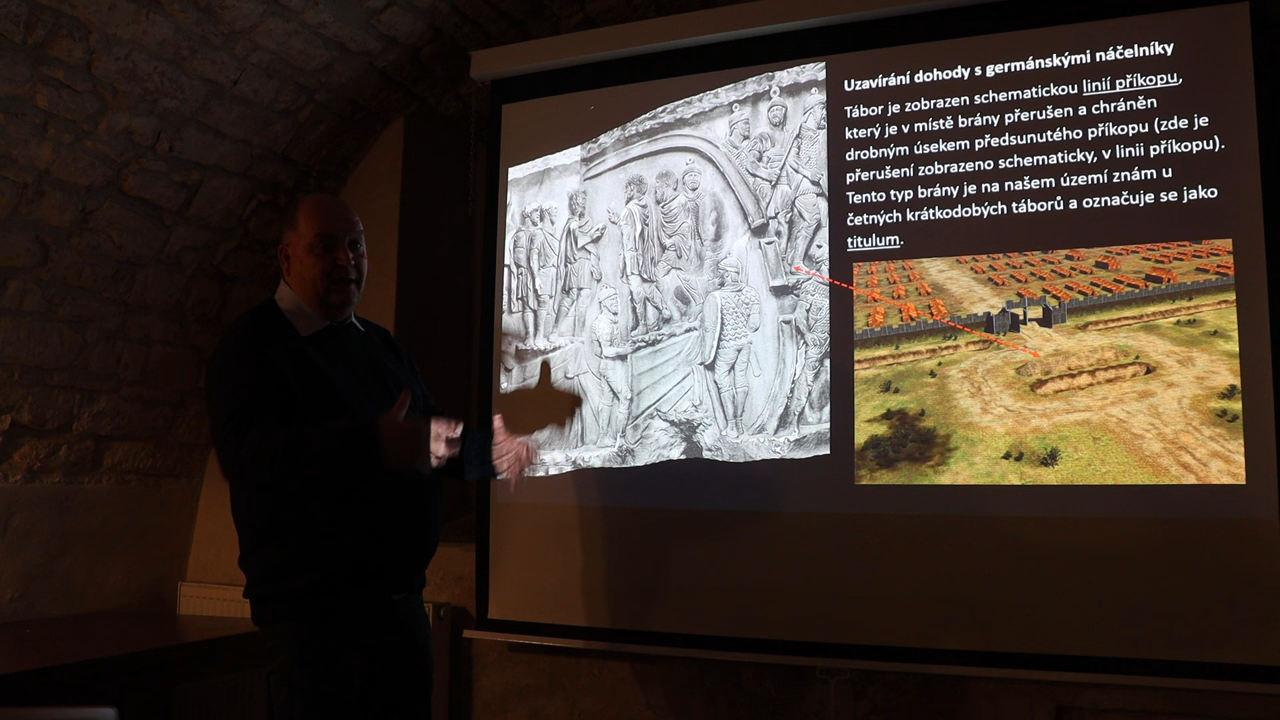 Uzavírání dohody s germánskými náčelníky
Tábor je zobrazen schematickou linií příkopu,
který je v místě brány přerušen a chráněn
drobným úsekem předsunutého příkopu (zde je
přerušení zobrazeno schematicky, v linii příkopu).
Tento typ brány je na našem území znám u
četných krátkodobých táborů a označuje se jako
titulum.